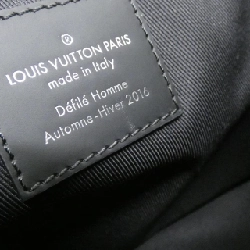 ®
LOUIS VUITTON PARIS
made in Italy
Défilé Homme
Automne-Hiver 2016